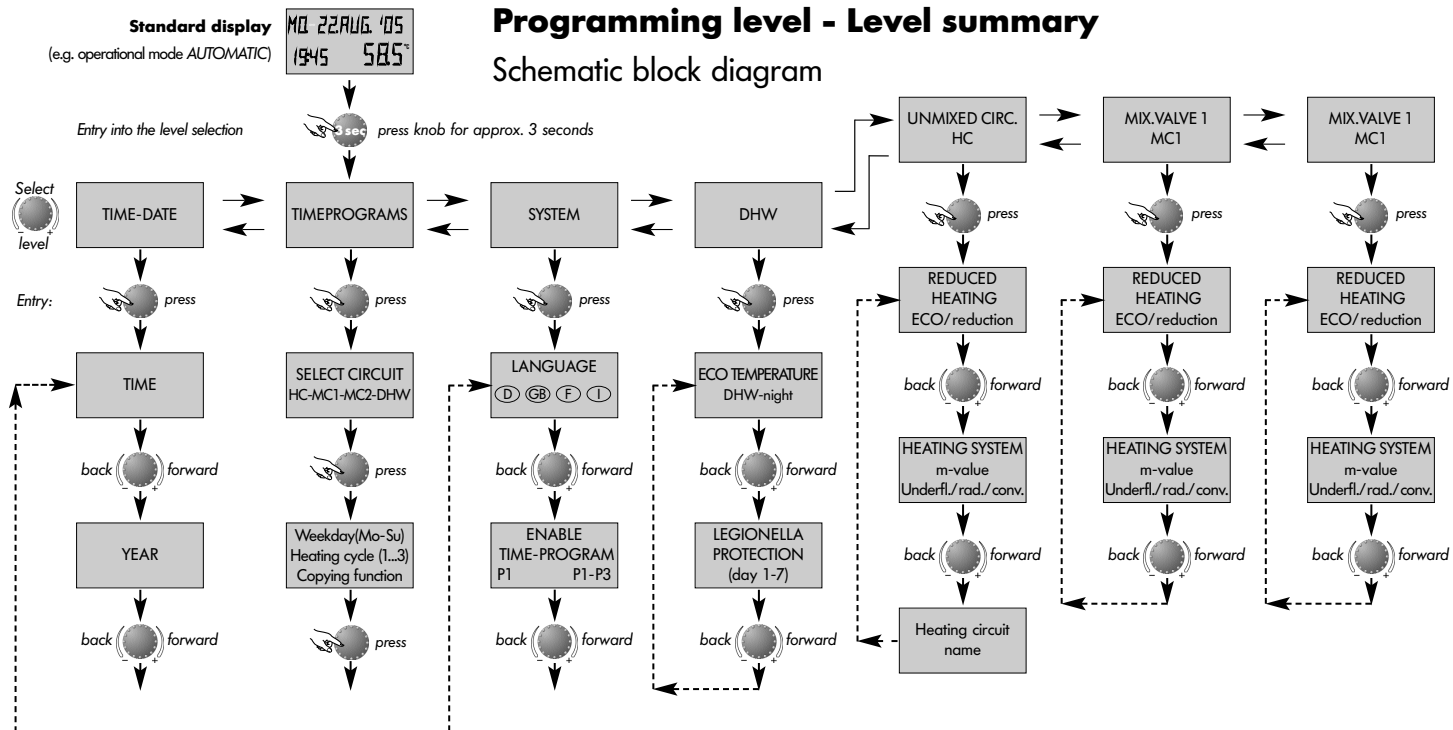 Programming level - Level summary
Schematic block diagram
Standard display
(e.g. operational mode AUTOMATIC)
MO. 22.AUG. '05
19:45 58.5 °C
Entry into the level selection
3 sec
press knob for approx. 3 seconds
Select
level
- +
TIME-DATE
TIMEPROGRAMS
SYSTEM
DHW
UNMIXED CIRC.
HC
MIX.VALVE 1
MC1
MIX.VALVE 1
MC1
Entry:
press
press
press
press
press
press
press
TIME
SELECT CIRCUIT
HC-MC1-MC2-DHW
LANGUAGE
D GB F I
ECO TEMPERATURE
DHW-night
REDUCED
HEATING
ECO/reduction
REDUCED
HEATING
ECO/reduction
REDUCED
HEATING
ECO/reduction
back - + forward
press
back - + forward
back - + forward
back - + forward
back - + forward
back - + forward
YEAR
Weekday(Mo-Su)
Heating cycle (1...3)
Copying function
ENABLE
TIME-PROGRAM
P1 P1-P3
LEGIONELLA
PROTECTION
(day 1-7)
HEATING SYSTEM
m-value
Underfl./rad./conv.
HEATING SYSTEM
m-value
Underfl./rad./conv.
HEATING SYSTEM
m-value
Underfl./rad./conv.
back - + forward
press
back - + forward
back - + forward
back - + forward
back - + forward
back - + forward
Heating circuit
name